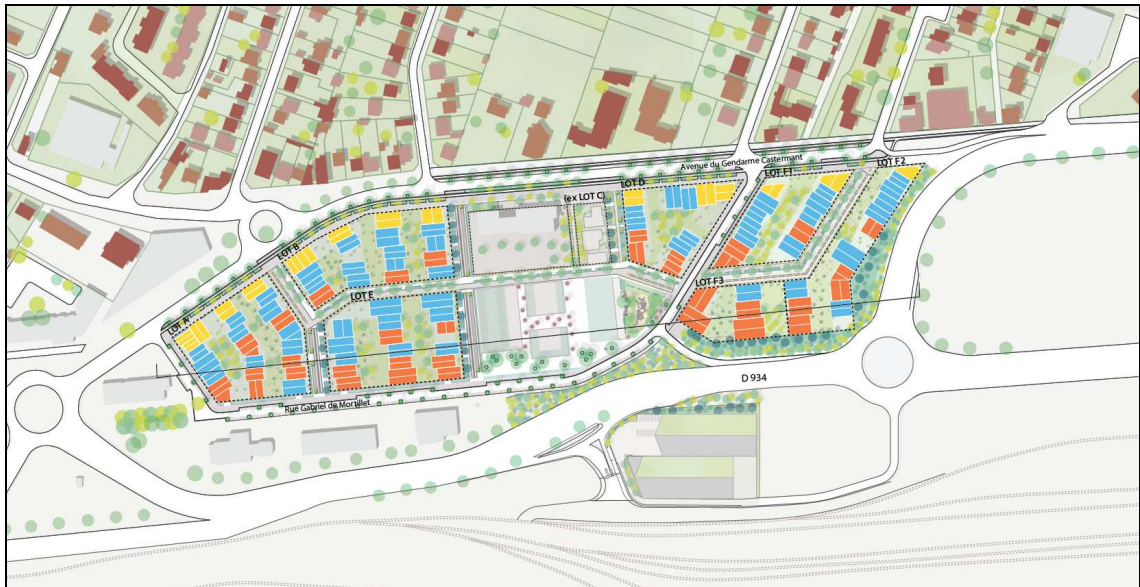 Avenue du Gendarme Castermant
LOT F2
LOT F1
LOT D
(ex LOT C)
LOT B
LOT F3
LOT E
LOT A
D 934
Rue Gabriel de Mortillet